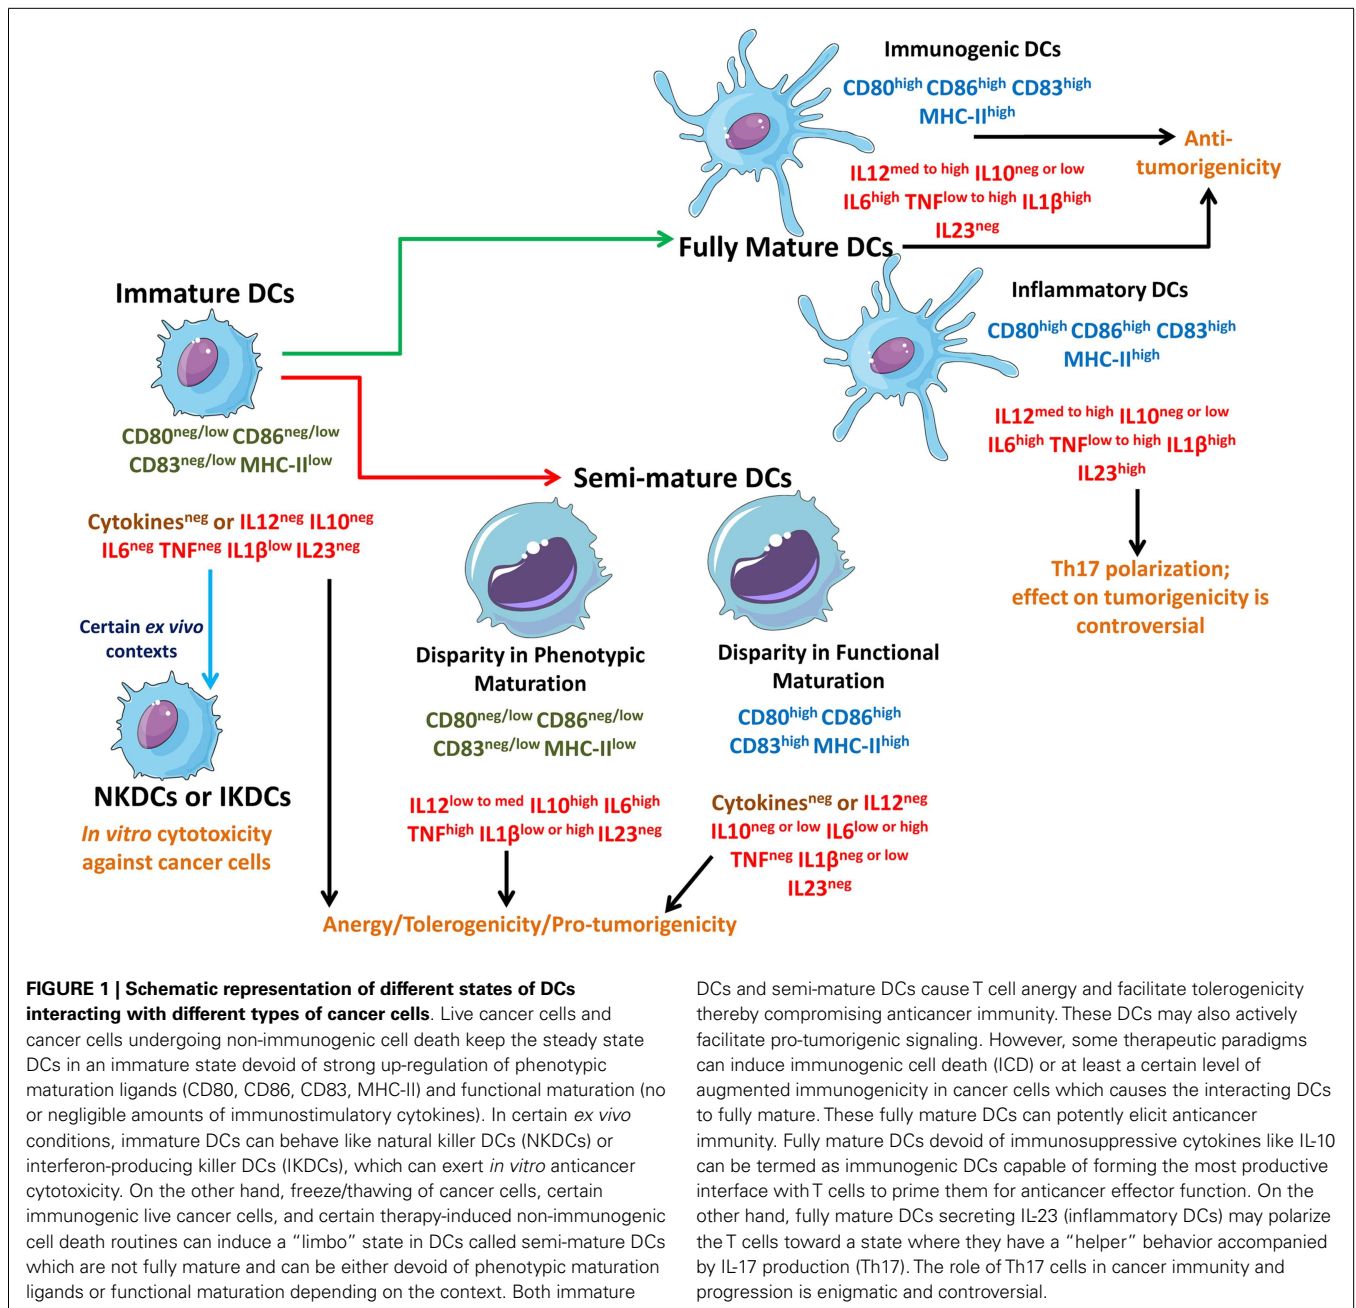 Immunogenic DCs
CD80high CD86high CD83high
MHC-IIhigh
IL12med to high IL10neg or low
IL6high TNFlow to high IL1βhigh
IL23neg
Anti-
tumorigenicity
Fully Mature DCs
Inflammatory DCs
CD80high CD86high CD83high
MHC-IIhigh
IL12med to high IL10neg or low
IL6high TNFlow to high IL1βhigh
IL23high
Th17 polarization;
effect on tumorigenicity is
controversial
Immature DCs
CD80neg/low CD86neg/low
CD83neg/low MHC-IIlow
Cytokinesneg or IL12neg IL10neg
IL6neg TNFneg IL1βlow IL23neg
Certain ex vivo
contexts
NKDCs or IKDCs
In vitro cytotoxicity
against cancer cells
Semi-mature DCs
Disparity in Phenotypic
Maturation
CD80neg/low CD86neg/low
CD83neg/low MHC-IIlow
IL12low to med IL10high IL6high
TNFhigh IL1βlow or high IL23neg
Disparity in Functional
Maturation
CD80high CD86high
CD83high MHC-IIhigh
Cytokinesneg or IL12neg
IL10neg or low IL6low or high
TNFneg IL1βneg or low
IL23neg
Anergy/Tolerogenicity/Pro-tumorigenicity
FIGURE 1 | Schematic representation of different states of DCs
interacting with different types of cancer cells. Live cancer cells and
cancer cells undergoing non-immunogenic cell death keep the steady state
DCs in an immature state devoid of strong up-regulation of phenotypic
maturation ligands (CD80, CD86, CD83, MHC-II) and functional maturation (no
or negligible amounts of immunostimulatory cytokines). In certain ex vivo
conditions, immature DCs can behave like natural killer DCs (NKDCs) or
interferon-producing killer DCs (IKDCs), which can exert in vitro anticancer
cytotoxicity. On the other hand, freeze/thawing of cancer cells, certain
immunogenic live cancer cells, and certain therapy-induced non-immunogenic
cell death routines can induce a “limbo” state in DCs called semi-mature DCs
which are not fully mature and can be either devoid of phenotypic maturation
ligands or functional maturation depending on the context. Both immature
DCs and semi-mature DCs cause T cell anergy and facilitate tolerogenicity
thereby compromising anticancer immunity. These DCs may also actively
facilitate pro-tumorigenic signaling. However, some therapeutic paradigms
can induce immunogenic cell death (ICD) or at least a certain level of
augmented immunogenicity in cancer cells which causes the interacting DCs
to fully mature. These fully mature DCs can potently elicit anticancer
immunity. Fully mature DCs devoid of immunosuppressive cytokines like IL-10
can be termed as immunogenic DCs capable of forming the most productive
interface with T cells to prime them for anticancer effector function. On the
other hand, fully mature DCs secreting IL-23 (inflammatory DCs) may polarize
the T cells toward a state where they have a “helper” behavior accompanied
by IL-17 production (Th17). The role of Th17 cells in cancer immunity and
progression is enigmatic and controversial.